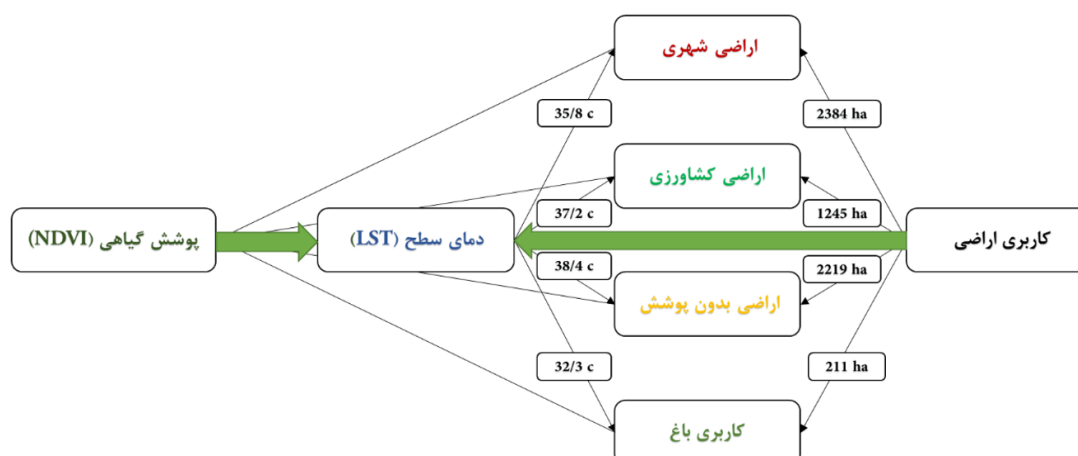 اراضی شهری
35/8 c
2384 ha
اراضی کشاورزی
37/2 c
1245 ha
پوشش گیاهی (NDVI)
دمای سطح (LST)
کاربری اراضی
38/4 c
2219 ha
اراضی بدون پوشش
32/3 c
211 ha
کاربری باغ